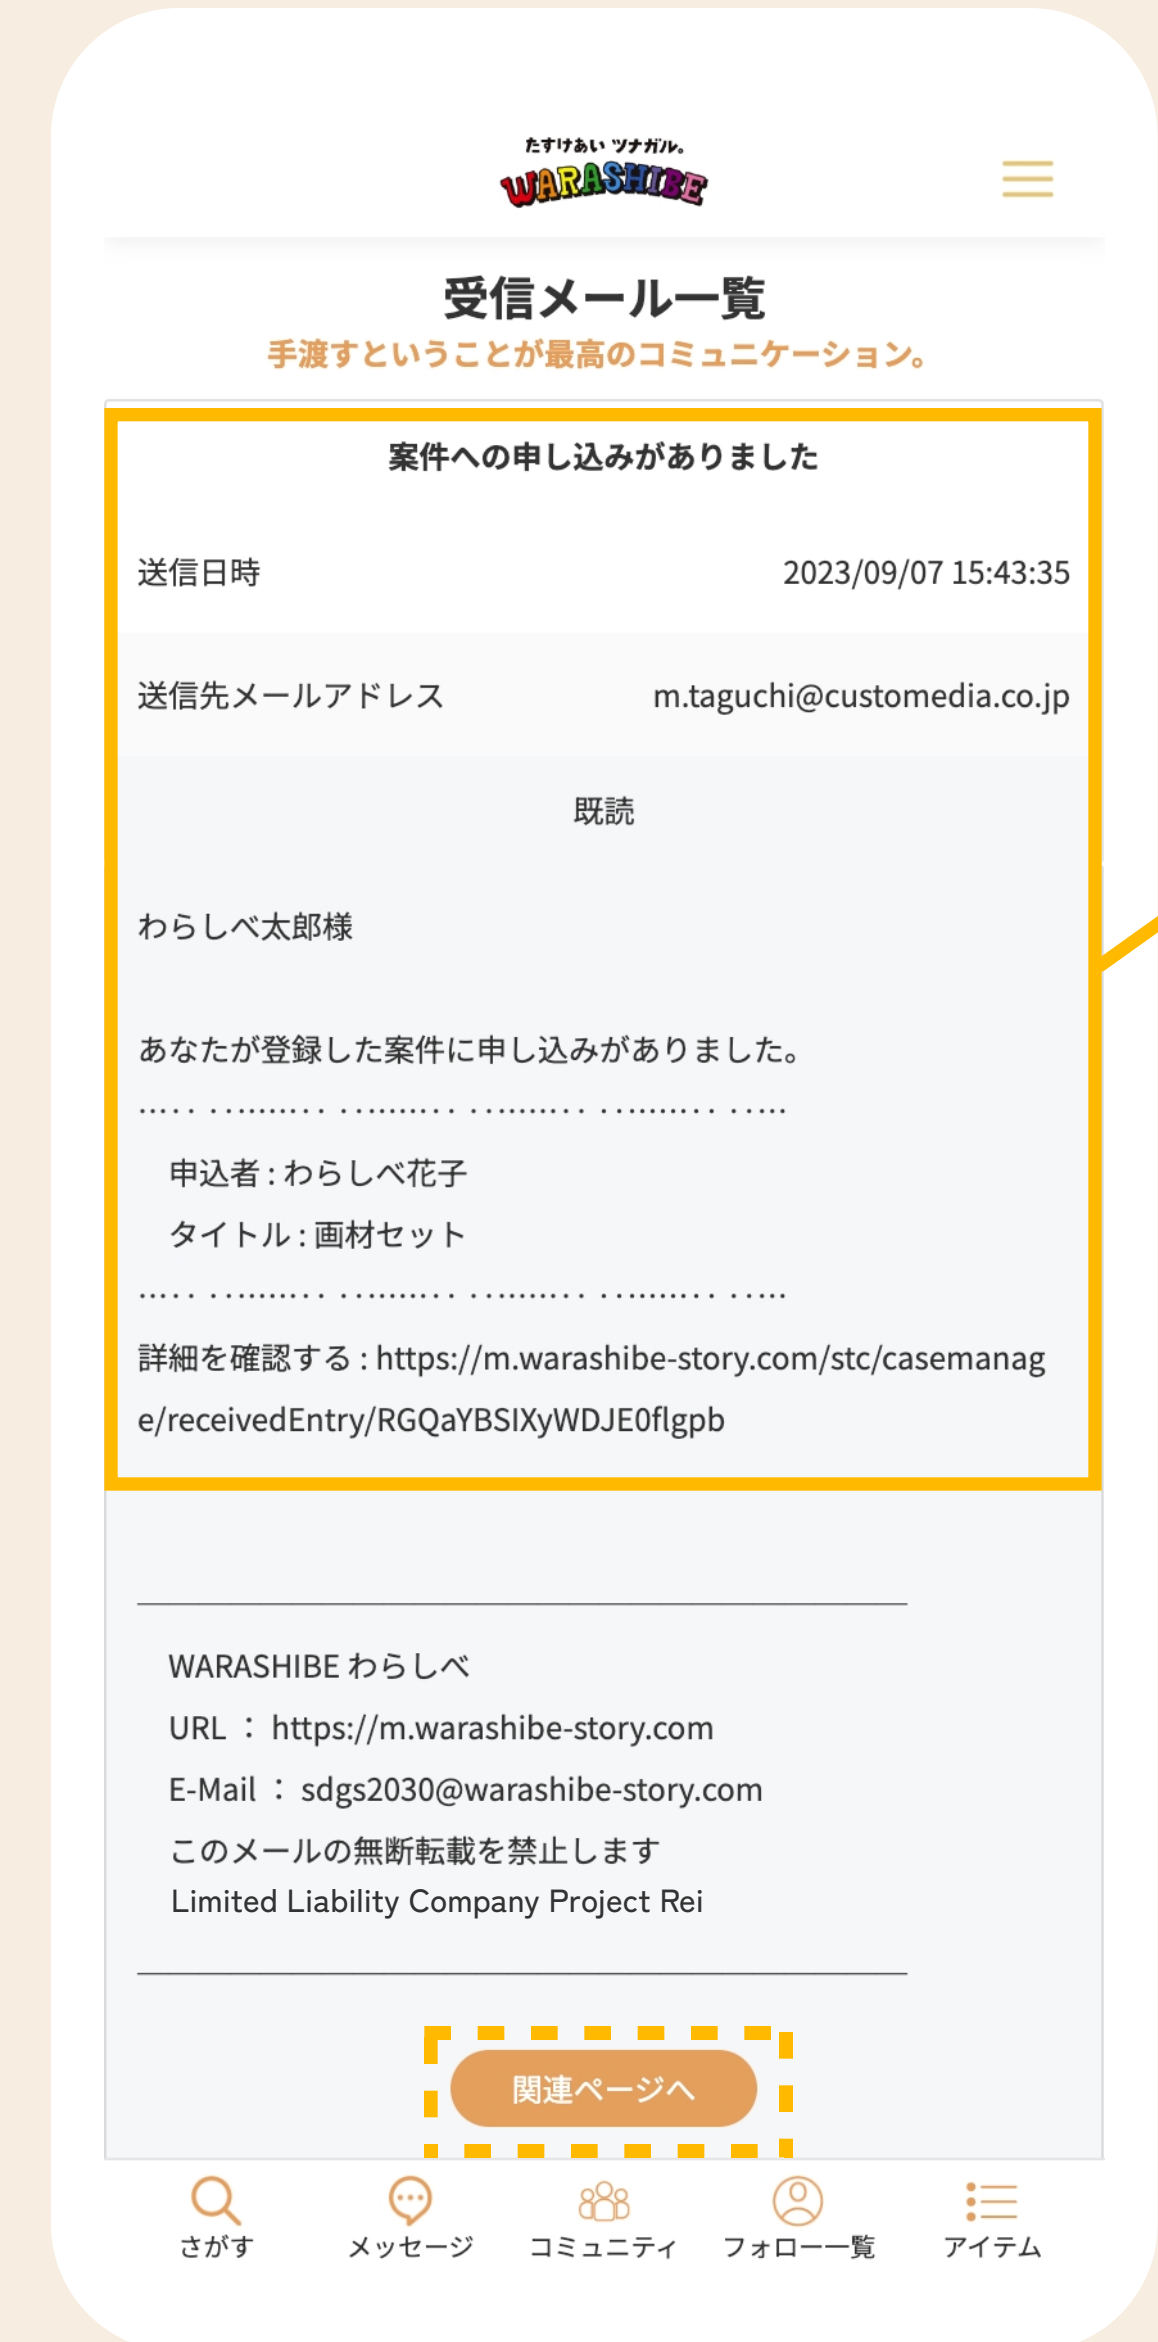 たすけあい ツナガル。
WARASHIBE
受信メール一覧
手渡すということが最高のコミュニケーション。
案件への申し込みがありました
送信日時 2023/09/07 15:43:35
送信先メールアドレス m.taguchi@customedia.co.jp
既読
わらしべ太郎様
あなたが登録した案件に申し込みがありました。
申込者 : わらしべ花子
タイトル : 画材セット
詳細を確認する : https://m.warashibe-story.com/stc/casemanag
e/receivedEntry/RGQaYBSIXyWDJE0flgpb
WARASHIBE わらしべ
URL ： https://m.warashibe-story.com
E-Mail ： sdgs2030@warashibe-story.com
このメールの無断転載を禁止します
Limited Liability Company Project Rei
関連ページへ
さがす メッセージ コミュニティ フォロー一覧 アイテム